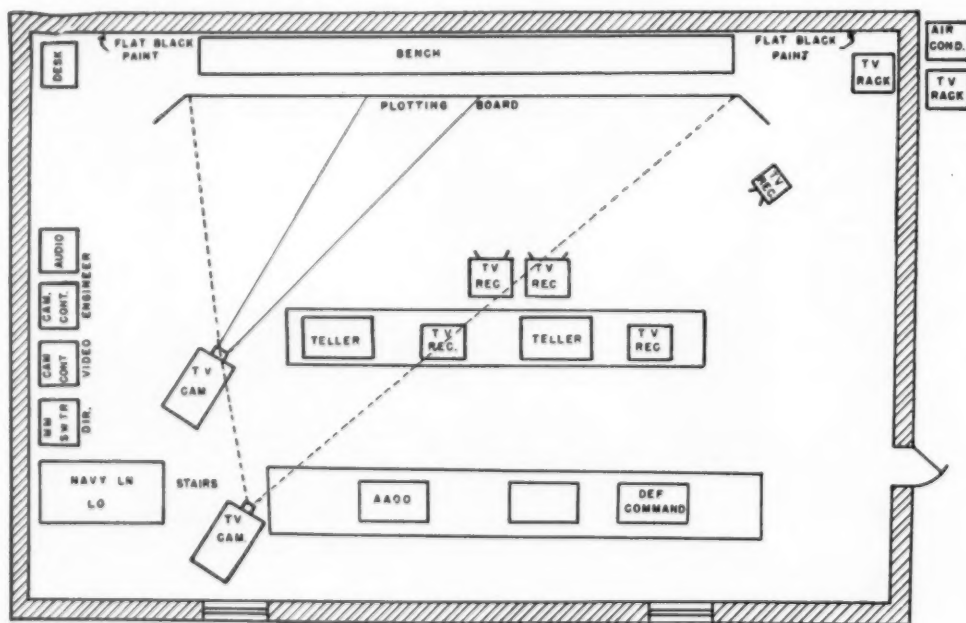 FLAT BLACK
PAINT
BENCH
FLAT BLACK
PAINT
AIR
COND.
DESK
TV
RACK
TV
RACK
PLOTTING BOARD
TV
REC.
AUDIO
ENGINEER
CAM.
CONT.
TV
REC.
TV
REC
TELLER
TV
REC.
TELLER
TV
REC
CAM
CONT
VIDEO
TV
CAM.
MM
SWTR
DIR.
NAVY LN
LO
STAIRS
TV
CAM.
AAOO
DEF
COMMAND